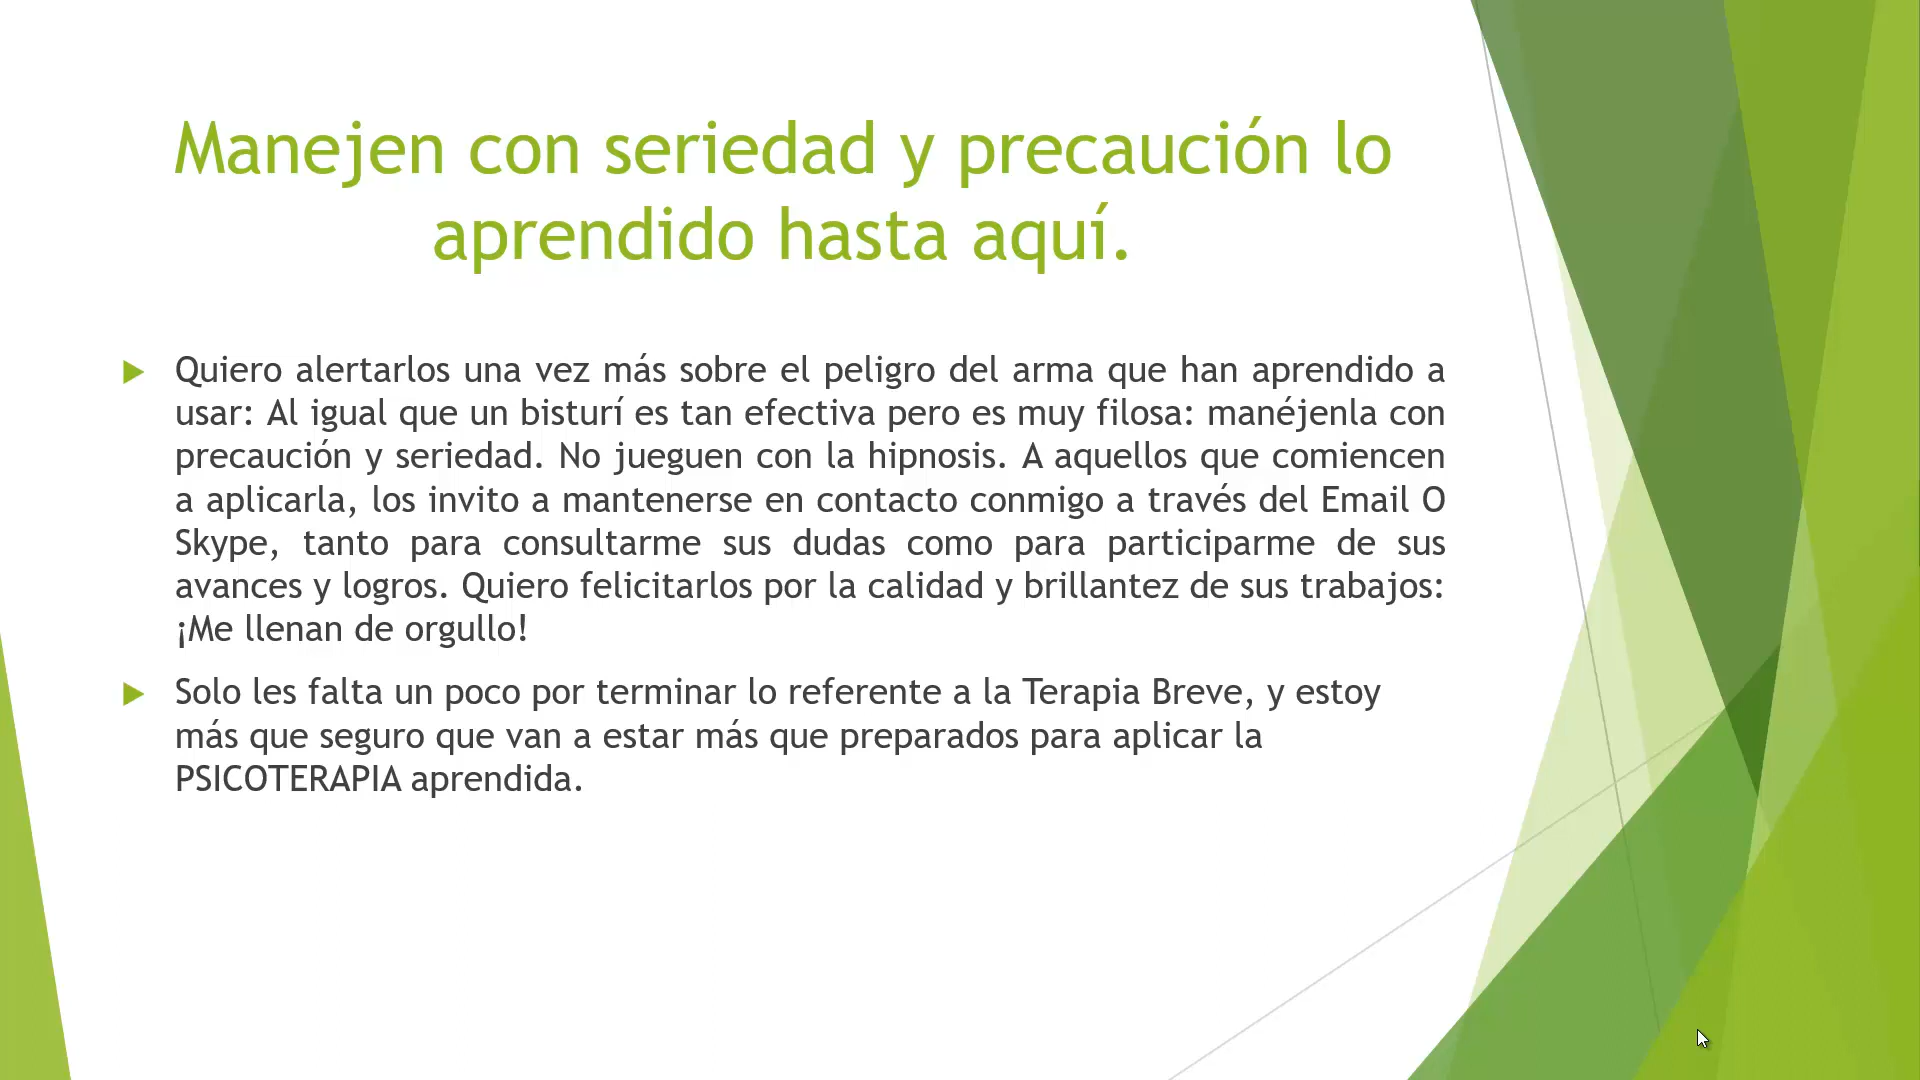 Manejen con seriedad y precaución lo
aprendido hasta aquí.
Quiero alertarlos una vez más sobre el peligro del arma que han aprendido a
usar: Al igual que un bisturí es tan efectiva pero es muy filosa: manéjenla con
precaución y seriedad. No jueguen con la hipnosis. A aquellos que comiencen
a aplicarla, los invito a mantenerse en contacto conmigo a través del Email O
Skype, tanto para consultarme sus dudas como para participarme de sus
avances y logros. Quiero felicitarlos por la calidad y brillantez de sus trabajos:
¡Me llenan de orgullo!
Solo les falta un poco por terminar lo referente a la Terapia Breve, y estoy
más que seguro que van a estar más que preparados para aplicar la
PSICOTERAPIA aprendida.